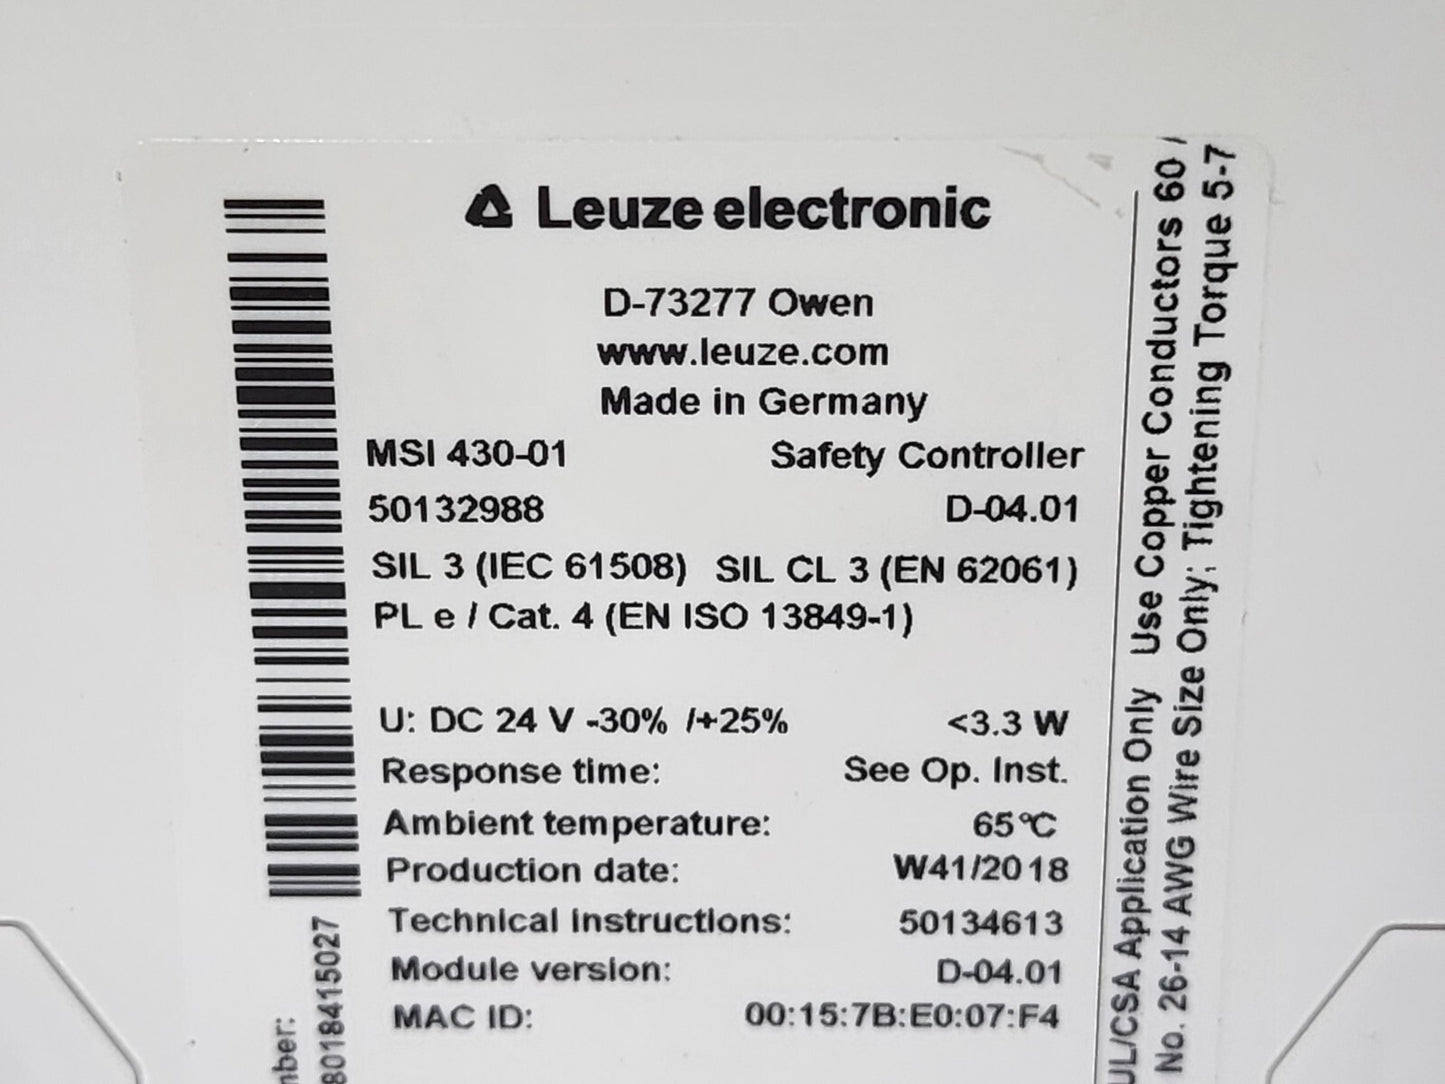 Leuze electronic
D-73277 Owen
www.leuze.com
Made in Germany
MSI 430-01 Safety Controller
50132988 D-04.01
SIL 3 (IEC 61508) SIL CL 3 (EN 62061)
PL e / Cat. 4 (EN ISO 13849-1)
U: DC 24 V -30% /+25% <3.3 W
Response time: See Op. Inst.
Ambient temperature: 65°C
Production date: W41/2018
Technical Instructions: 50134613
Module version: D-04.01
MAC ID: 00:15:7B:E0:07:F4
UL/CSA Application Only Use Copper Conductors 60 /
No. 26-14 AWG Wire Size Only; Tightening Torque 5-7
mber:
8018415027